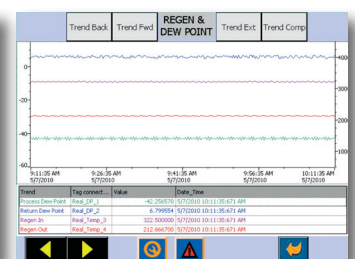 Trend Back
Trend Fwd
REGEN &
DEW POINT
Trend Ext
Trend Comp
0
-20
-40
-60
400
300
200
100
9:11:35 AM 9:26:35 AM 9:41:35 AM 9:56:35 AM 10:11:35 AM
5/7/2010 5/7/2010 5/7/2010 5/7/2010 5/7/2010
Trend Tag connect... Value Date_Time
Process Dew Point Real_DP_1 -42.256570 5/7/2010 10:11:35:671 AM
Return Dew Point Real_DP_2 6.799554 5/7/2010 10:11:35:671 AM
Regen In Real_Temp_3 322.500000 5/7/2010 10:11:35:671 AM
Regen Out Real_Temp_4 212.666700 5/7/2010 10:11:35:671 AM